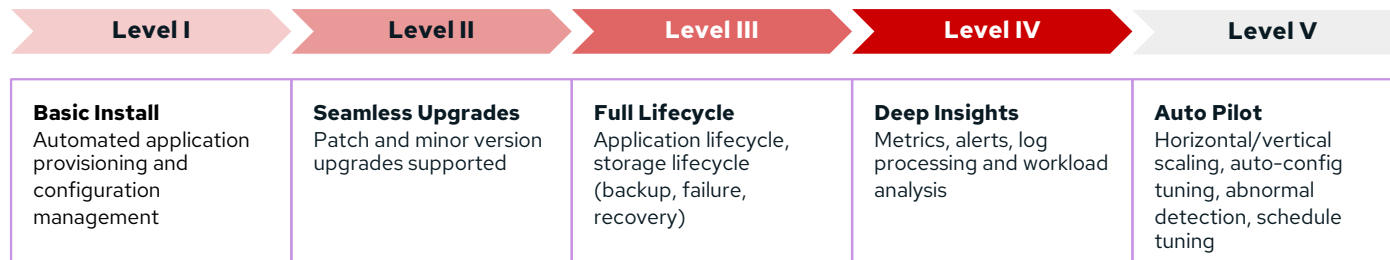 Level I
Level II
Level III
Level IV
Level V
Basic Install
Automated application
provisioning and
configuration
management
Seamless Upgrades
Patch and minor version
upgrades supported
Full Lifecycle
Application lifecycle,
storage lifecycle
(backup, failure,
recovery)
Deep Insights
Metrics, alerts, log
processing and workload
analysis
Auto Pilot
Horizontal/vertical
scaling, auto-config
tuning, abnormal
detection, schedule
tuning